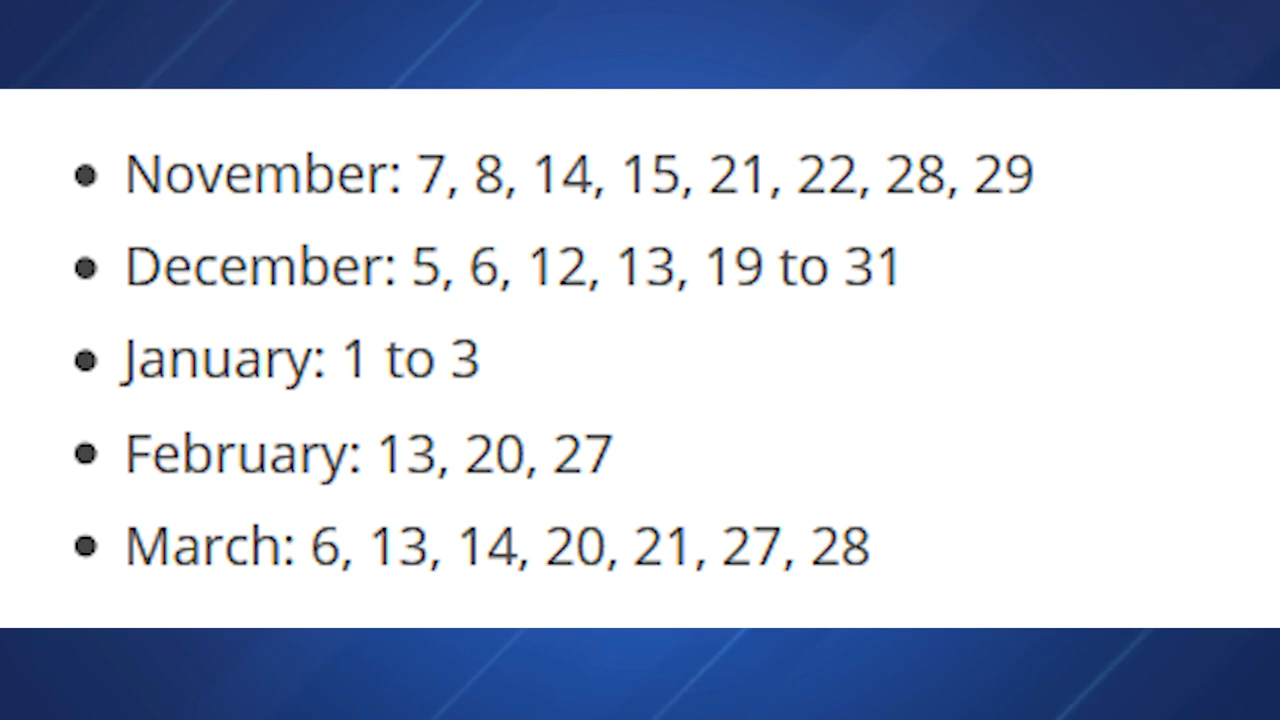 • November: 7, 8, 14, 15, 21, 22, 28, 29
• December: 5, 6, 12, 13, 19 to 31
• January: 1 to 3
• February: 13, 20, 27
• March: 6, 13, 14, 20, 21, 27, 28